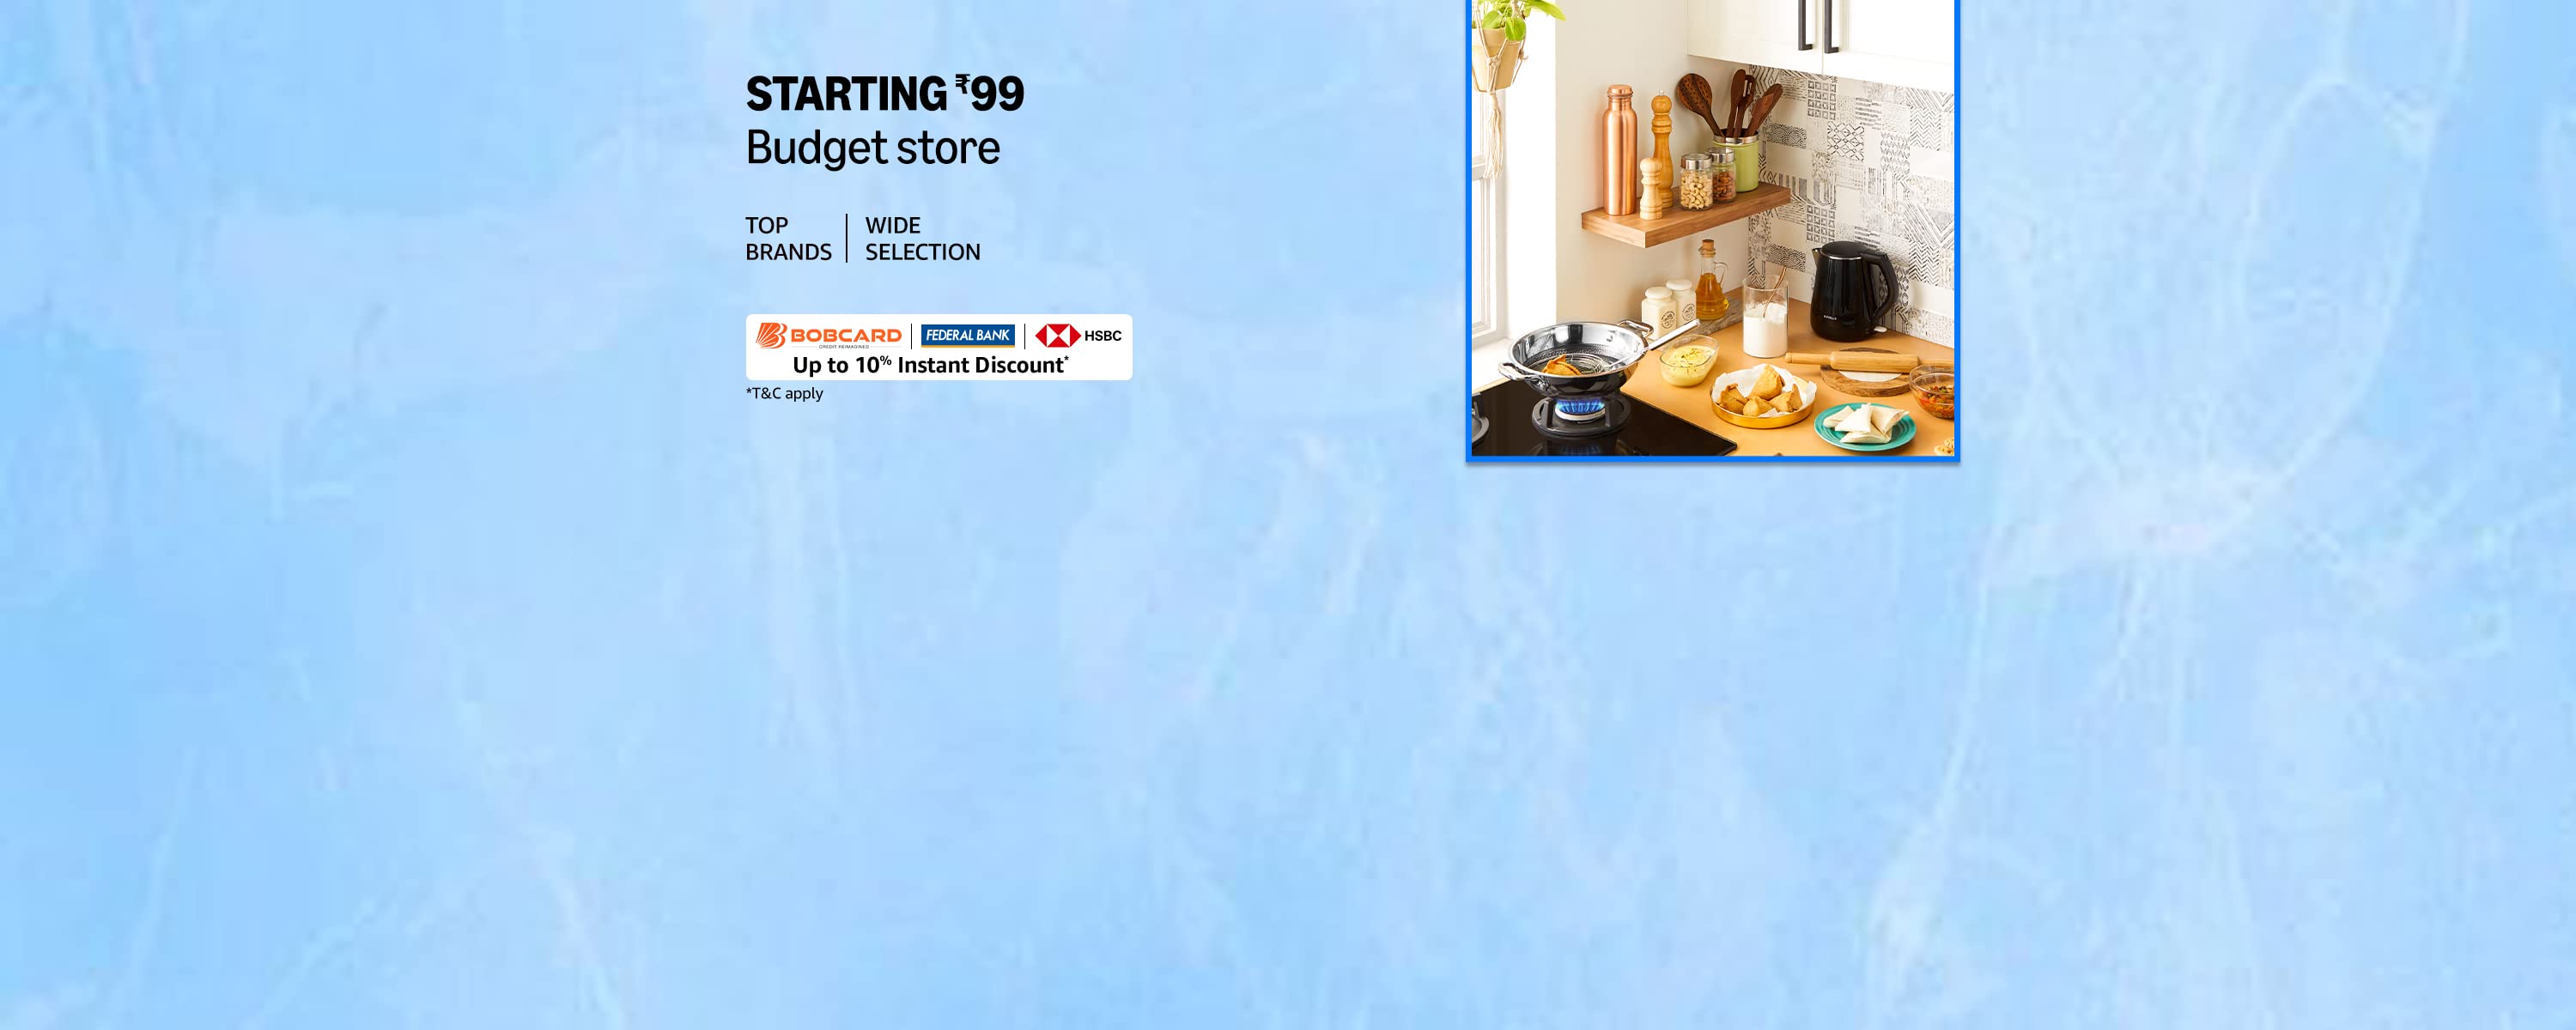 STARTING ₹99
Budget store
TOP BRANDS | WIDE SELECTION
BOBCARD
CREDIT REIMAGINED
FEDERAL BANK
HSBC
Up to 10% Instant Discount*
*T&C apply